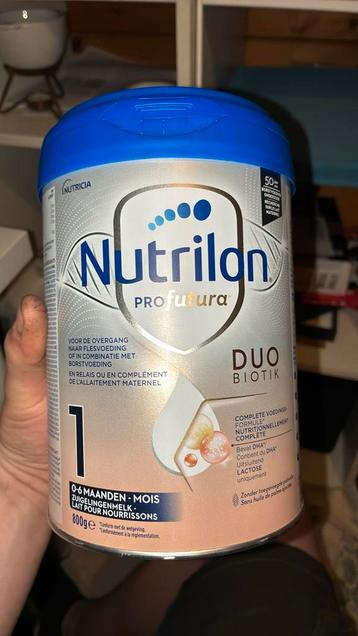 NUTRICIA
Nutrilon
PROfutura
VOOR DE OVERGANG
NAAR FLESVOEDING
OF IN COMBINATIE MET
BORSTVOEDING
EN RELAIS OU EN COMPLÉMENT
DE L'ALLAITEMENT MATERNEL
DUO
BIOTIK
1
COMPLETE VOEDINGS-
FORMULE*
NUTRITIONNELLEMENT
COMPLÈTE
Bevat DHA*
Contient du DHA*
Uitsluitend
LACTOSE
uniquement
Zonder toegevoegde palmolie
Sans huile de palme ajoutée
0-6 MAANDEN • MOIS
ZUIGELINGENMELK •
LAIT POUR NOURRISSONS
800g e
*Conform met de wetgeving.
*Conformément à la réglementation.
50